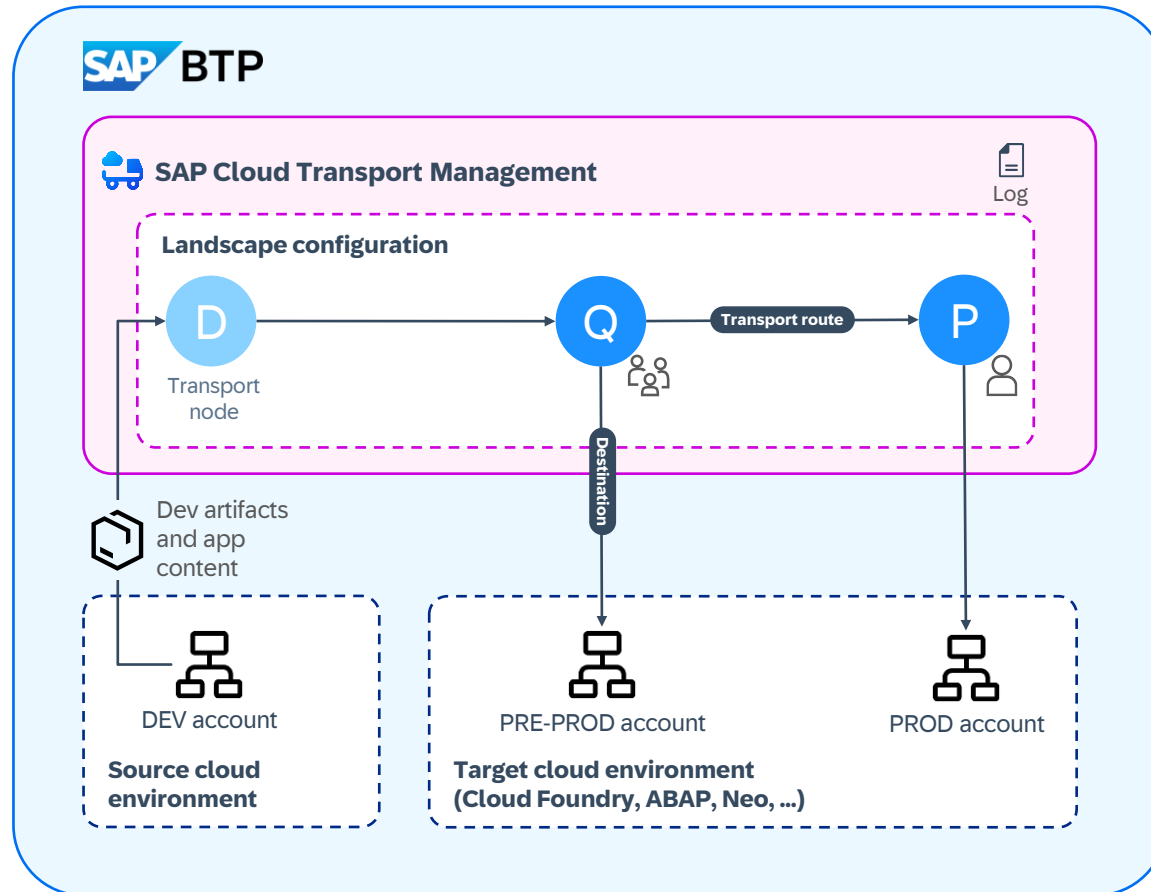 SAP BTP
SAP Cloud Transport Management
Log
Landscape configuration
D
Q
Transport route
P
Transport
node
Destination
Dev artifacts
and app
content
DEV account
PRE-PROD account
PROD account
Source cloud
environment
Target cloud environment
(Cloud Foundry, ABAP, Neo, ...)